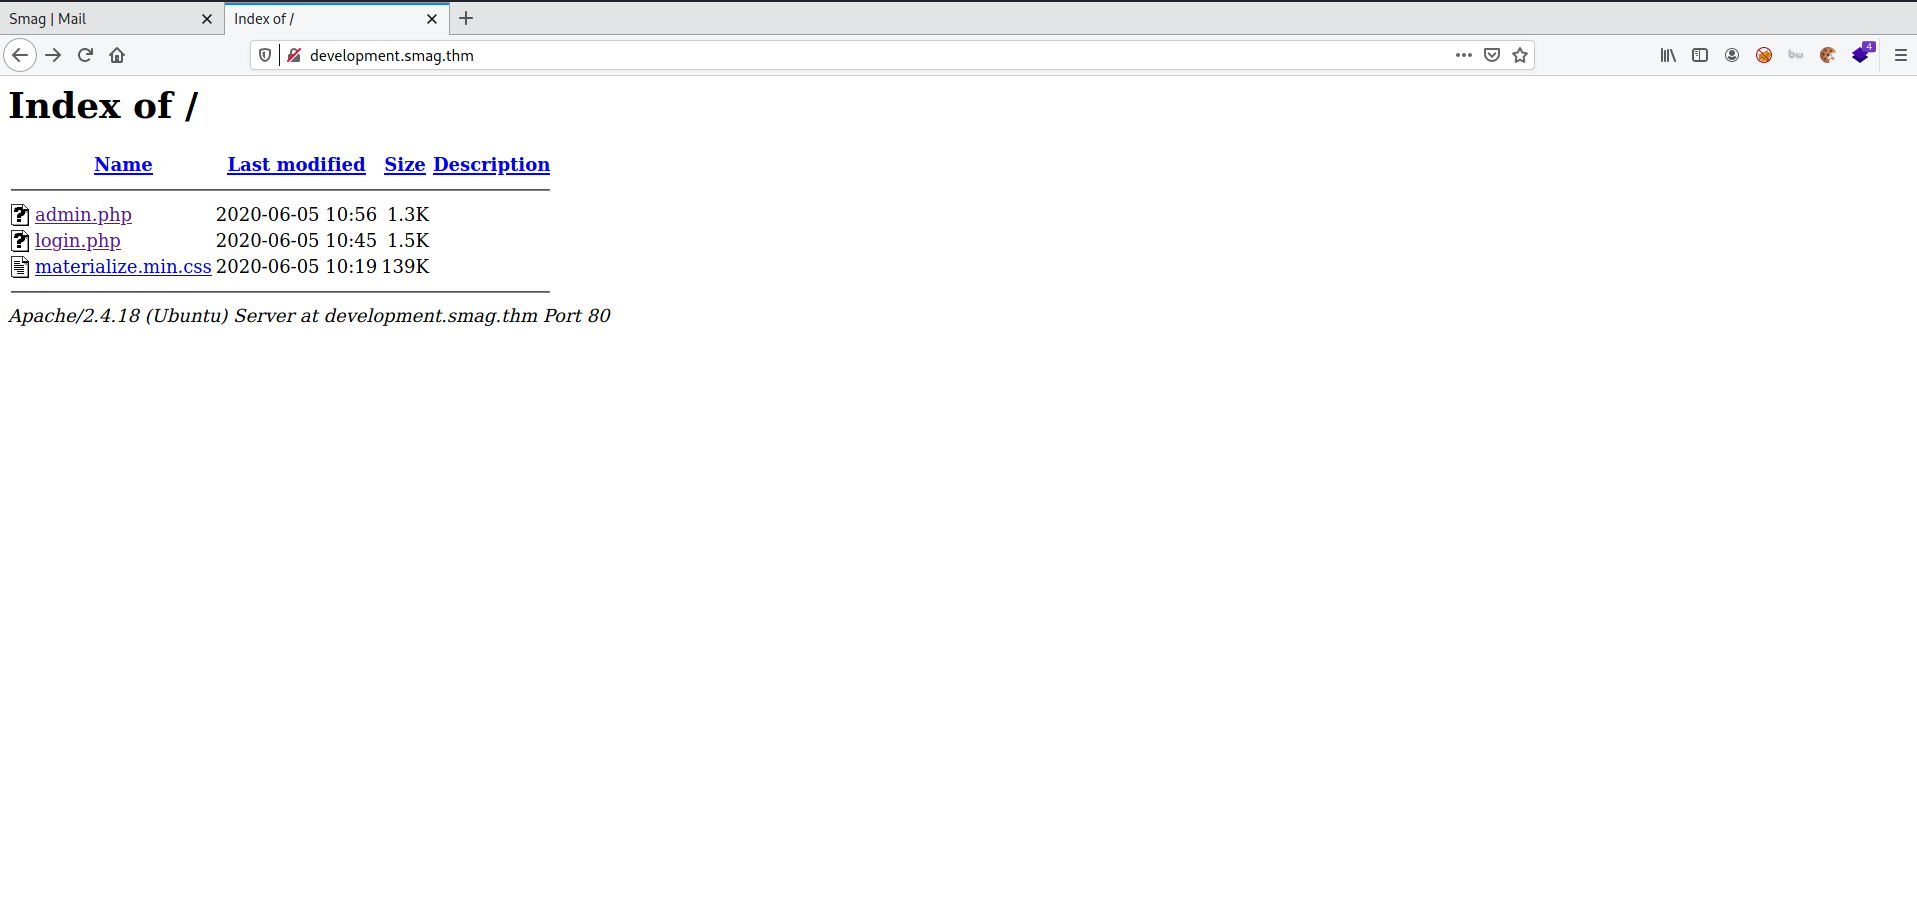 Smag | Mail
Index of /
development.smag.thm
4
Index of /
Name Last modified Size Description
admin.php 2020-06-05 10:56 1.3K
login.php 2020-06-05 10:45 1.5K
materialize.min.css 2020-06-05 10:19 139K
Apache/2.4.18 (Ubuntu) Server at development.smag.thm Port 80